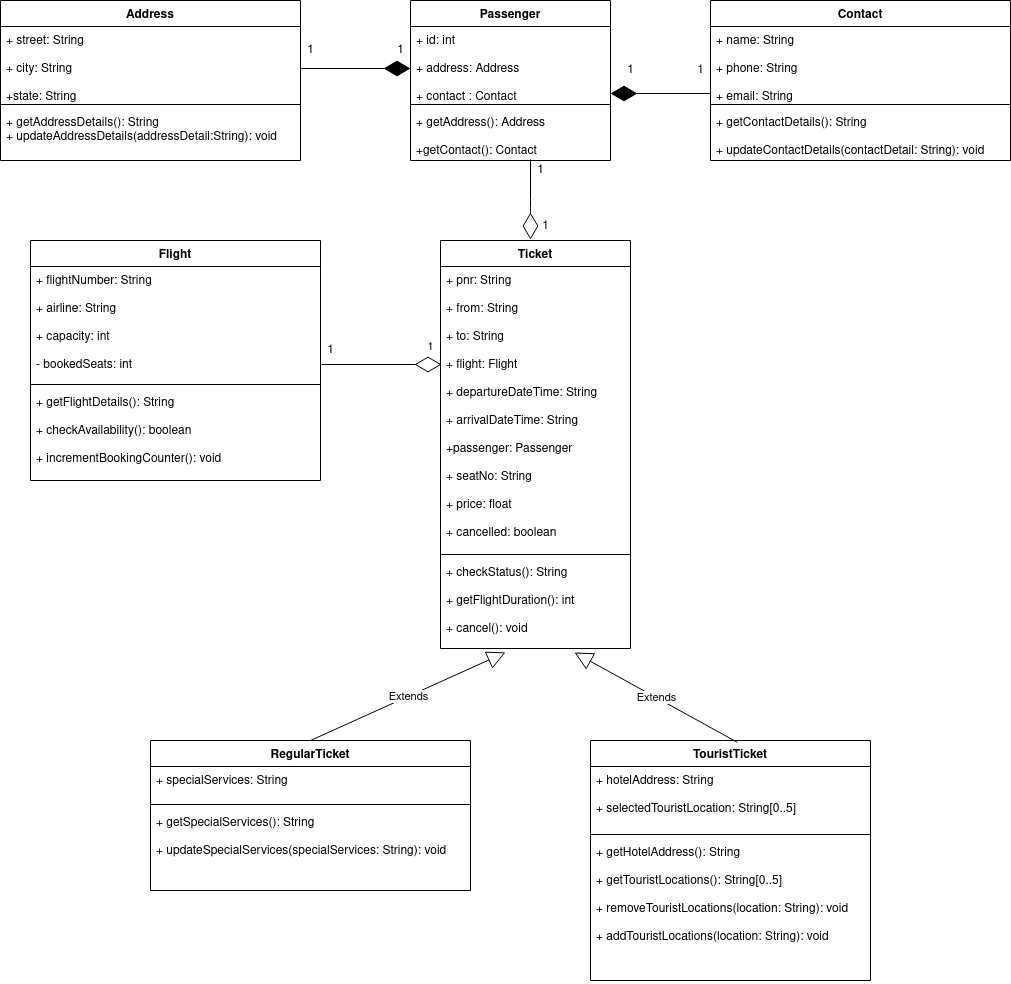 Address
+ street: String
+ city: String
+state: String
+ getAddressDetails(): String
+ updateAddressDetails(addressDetail:String): void
1
1
Passenger
+ id: int
+ address: Address
+ contact : Contact
+ getAddress(): Address
+getContact(): Contact
1
1
Contact
+ name: String
+ phone: String
+ email: String
+ getContactDetails(): String
+ updateContactDetails(contactDetail: String): void
1
1
Flight
+ flightNumber: String
+ airline: String
+ capacity: int
- bookedSeats: int
+ getFlightDetails(): String
+ checkAvailability(): boolean
+ incrementBookingCounter(): void
1
1
Ticket
+ pnr: String
+ from: String
+ to: String
+ flight: Flight
+ departureDateTime: String
+ arrivalDateTime: String
+passenger: Passenger
+ seatNo: String
+ price: float
+ cancelled: boolean
+ checkStatus(): String
+ getFlightDuration(): int
+ cancel(): void
Extends
Extends
RegularTicket
+ specialServices: String
+ getSpecialServices(): String
+ updateSpecialServices(specialServices: String): void
TouristTicket
+ hotelAddress: String
+ selectedTouristLocation: String[0..5]
+ getHotelAddress(): String
+ getTouristLocations(): String[0..5]
+ removeTouristLocations(location: String): void
+ addTouristLocations(location: String): void